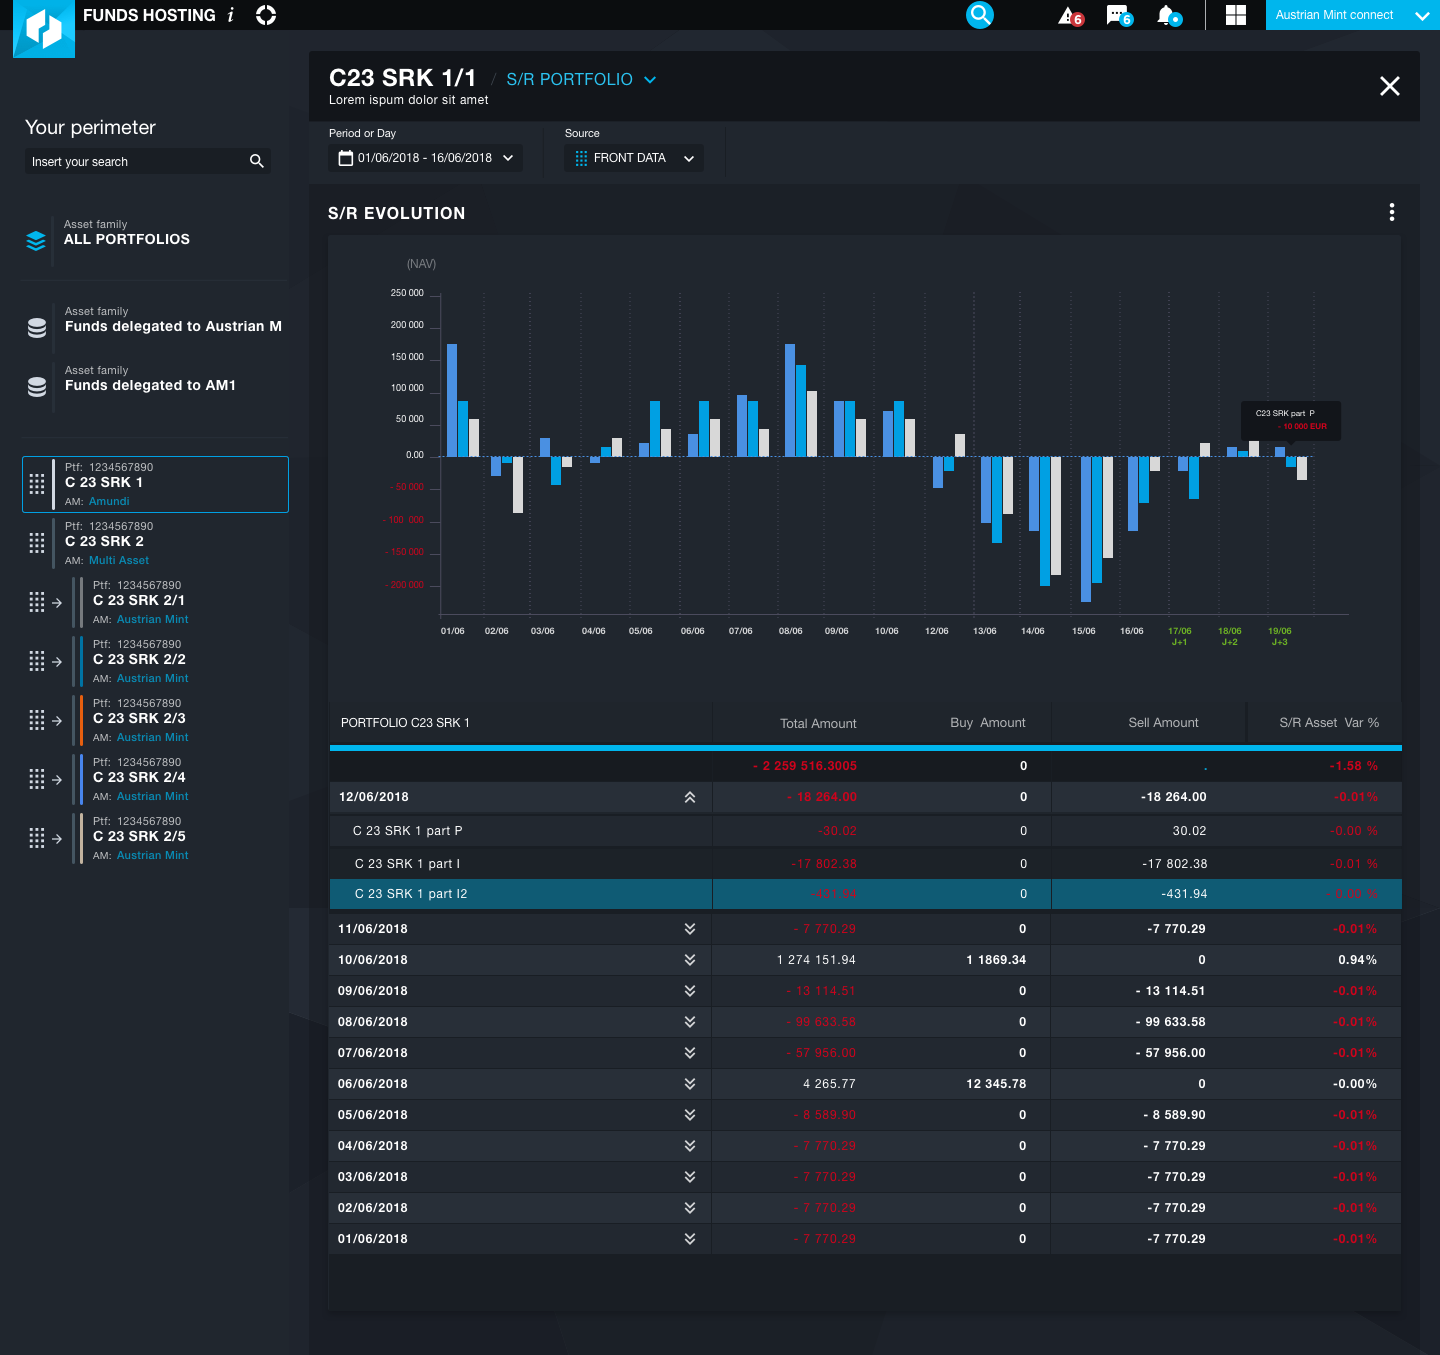 FUNDS HOSTING i
6
6
Austrian Mint connect
C23 SRK 1/1 / S/R PORTFOLIO
Lorem ispum dolor sit amet
Your perimeter
Insert your search
Asset family
ALL PORTFOLIOS
Asset family
Funds delegated to Austrian M
Asset family
Funds delegated to AM1
Ptf: 1234567890
C 23 SRK 1
AM: Amundi
Ptf: 1234567890
C 23 SRK 2
AM: Multi Asset
Ptf: 1234567890
C 23 SRK 2/1
AM: Austrian Mint
Ptf: 1234567890
C 23 SRK 2/2
AM: Austrian Mint
Ptf: 1234567890
C 23 SRK 2/3
AM: Austrian Mint
Ptf: 1234567890
C 23 SRK 2/4
AM: Austrian Mint
Ptf: 1234567890
C 23 SRK 2/5
AM: Austrian Mint
Period or Day
01/06/2018 - 16/06/2018
Source
FRONT DATA
S/R EVOLUTION
(NAV)
250 000
200 000
150 000
100 000
50 000
0.00
- 50 000
- 100 000
- 150 000
- 200 000
C23 SRK part P
- 10 000 EUR
01/06 02/06 03/06 04/06 05/06 06/06 07/06 08/06 09/06 10/06 12/06 13/06 14/06 15/06 16/06 17/06 18/06 19/06
J+1 J+2 J+3
PORTFOLIO C23 SRK 1 Total Amount Buy Amount Sell Amount S/R Asset Var %
- 2 259 516.3005 0 . -1.58 %
12/06/2018 - 18 264.00 0 -18 264.00 -0.01%
C 23 SRK 1 part P -30.02 0 30.02 -0.00 %
C 23 SRK 1 part I -17 802.38 0 -17 802.38 -0.01 %
C 23 SRK 1 part I2 -431.94 0 -431.94 - 0.00 %
11/06/2018 - 7 770.29 0 -7 770.29 -0.01%
10/06/2018 1 274 151.94 1 1869.34 0 0.94%
09/06/2018 - 13 114.51 0 - 13 114.51 -0.01%
08/06/2018 - 99 633.58 0 - 99 633.58 -0.01%
07/06/2018 - 57 956.00 0 - 57 956.00 -0.01%
06/06/2018 4 265.77 12 345.78 0 -0.00%
05/06/2018 - 8 589.90 0 - 8 589.90 -0.01%
04/06/2018 - 7 770.29 0 - 7 770.29 -0.01%
03/06/2018 - 7 770.29 0 -7 770.29 -0.01%
02/06/2018 - 7 770.29 0 -7 770.29 -0.01%
01/06/2018 - 7 770.29 0 -7 770.29 -0.01%